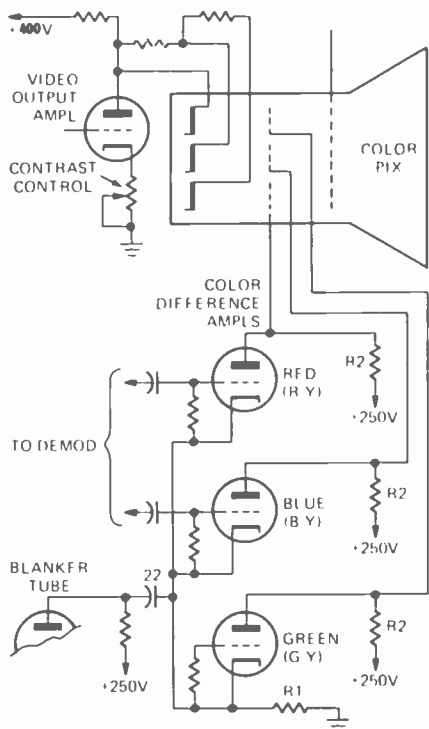 +400V
VIDEO
OUTPUT
AMPL
CONTRAST
CONTROL
COLOR
PIX
COLOR
DIFFERENCE
AMPLS
RED
(R Y)
R2
+250V
TO DEMOD
BLUE
(B Y)
R2
+250V
BLANKER
TUBE
22
+250V
GREEN
(G Y)
R2
+250V
R1